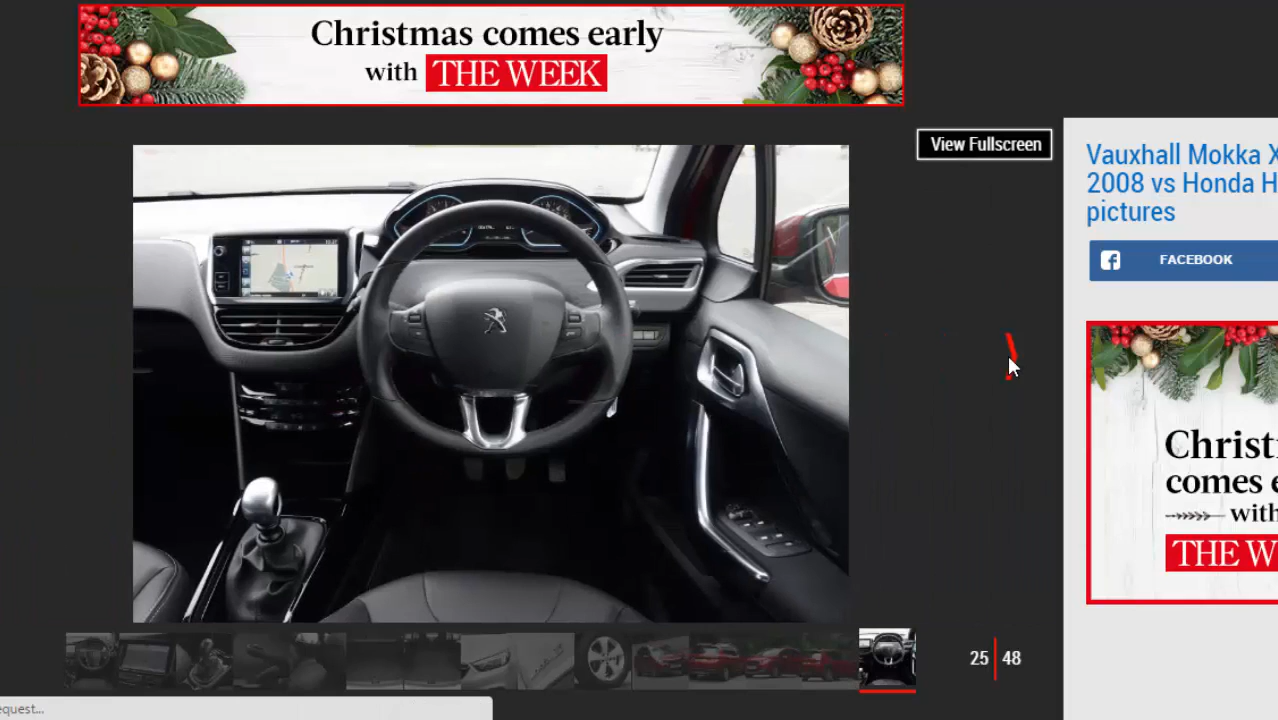 Christmas comes early
with THE WEEK
View Fullscreen
Vauxhall Mokka X
2008 vs Honda H
pictures
FACEBOOK
Christ
comes e
with
THE W
25 48
equest...